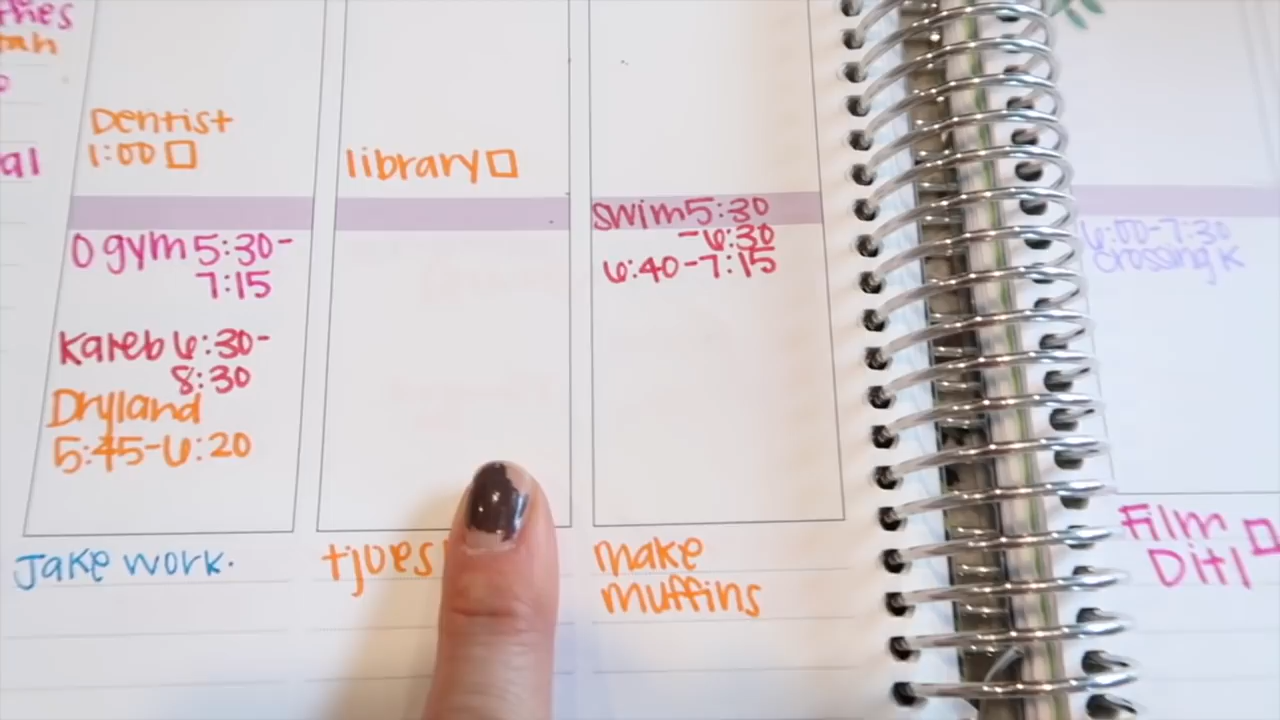 Dentist
1:00
O gym 5:30-
7:15
Kareb 6:30-
8:30
Dryland
5:45-6:20
Jake work.
library
tjoes
swim 5:30
-6:30
6:40-7:15
make
muffins
6:00-7:30
crossing K
Film
Ditl